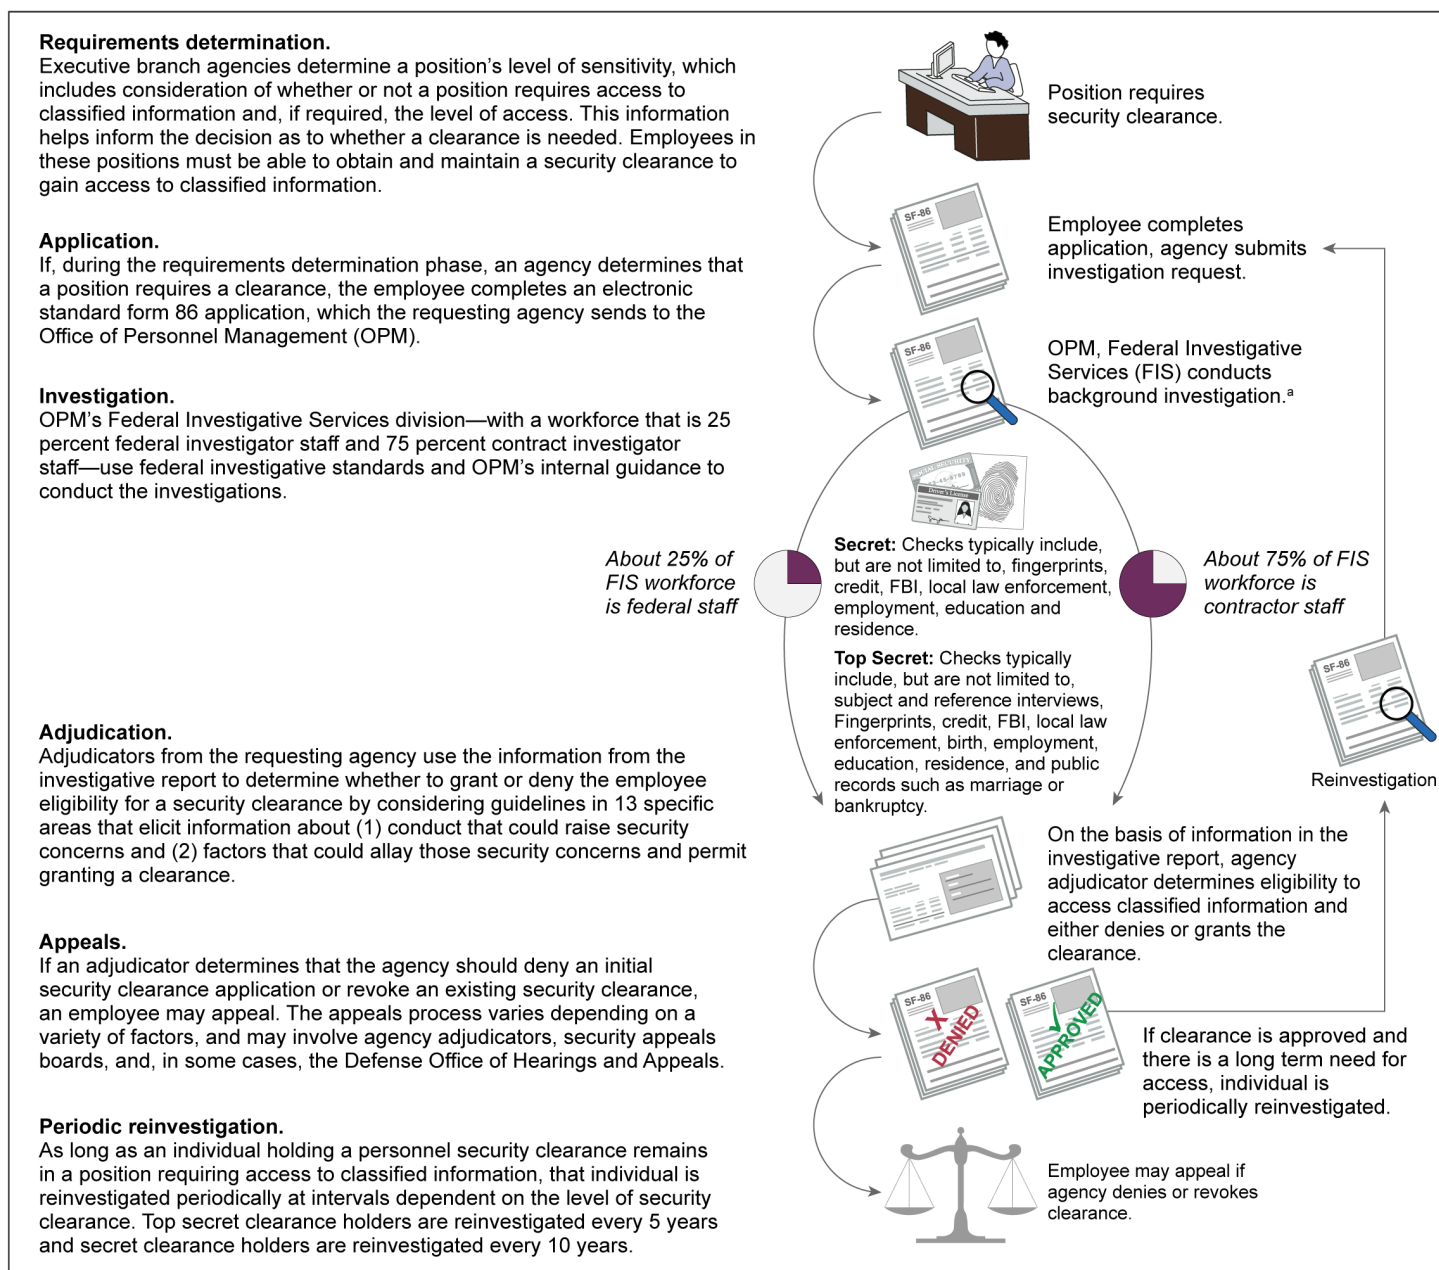 Requirements determination.
Executive branch agencies determine a position's level of sensitivity, which
includes consideration of whether or not a position requires access to
classified information and, if required, the level of access. This information
helps inform the decision as to whether a clearance is needed. Employees in
these positions must be able to obtain and maintain a security clearance to
gain access to classified information.
Position requires
security clearance.
Application.
If, during the requirements determination phase, an agency determines that
a position requires a clearance, the employee completes an electronic
standard form 86 application, which the requesting agency sends to the
Office of Personnel Management (OPM).
SF-86
Employee completes
application, agency submits
investigation request.
Investigation.
OPM's Federal Investigative Services division—with a workforce that is 25
percent federal investigator staff and 75 percent contract investigator
staff—use federal investigative standards and OPM's internal guidance to
conduct the investigations.
SF-86
OPM, Federal Investigative
Services (FIS) conducts
background investigation.ª
SOCIAL SECURITY
Driver's License
About 25% of
FIS workforce
is federal staff
Secret: Checks typically include,
but are not limited to, fingerprints,
credit, FBI, local law enforcement,
employment, education and
residence.
About 75% of FIS
workforce is
contractor staff
Top Secret: Checks typically
include, but are not limited to,
subject and reference interviews,
Fingerprints, credit, FBI, local law
enforcement, birth, employment,
education, residence, and public
records such as marriage or
bankruptcy.
SF-86
Reinvestigation
Adjudication.
Adjudicators from the requesting agency use the information from the
investigative report to determine whether to grant or deny the employee
eligibility for a security clearance by considering guidelines in 13 specific
areas that elicit information about (1) conduct that could raise security
concerns and (2) factors that could allay those security concerns and permit
granting a clearance.
On the basis of information in the
investigative report, agency
adjudicator determines eligibility to
access classified information and
either denies or grants the
clearance.
Appeals.
If an adjudicator determines that the agency should deny an initial
security clearance application or revoke an existing security clearance,
an employee may appeal. The appeals process varies depending on a
variety of factors, and may involve agency adjudicators, security appeals
boards, and, in some cases, the Defense Office of Hearings and Appeals.
SF-86
DENIED
SF-86
APPROVED
If clearance is approved and
there is a long term need for
access, individual is
periodically reinvestigated.
Periodic reinvestigation.
As long as an individual holding a personnel security clearance remains
in a position requiring access to classified information, that individual is
reinvestigated periodically at intervals dependent on the level of security
clearance. Top secret clearance holders are reinvestigated every 5 years
and secret clearance holders are reinvestigated every 10 years.
Employee may appeal if
agency denies or revokes
clearance.